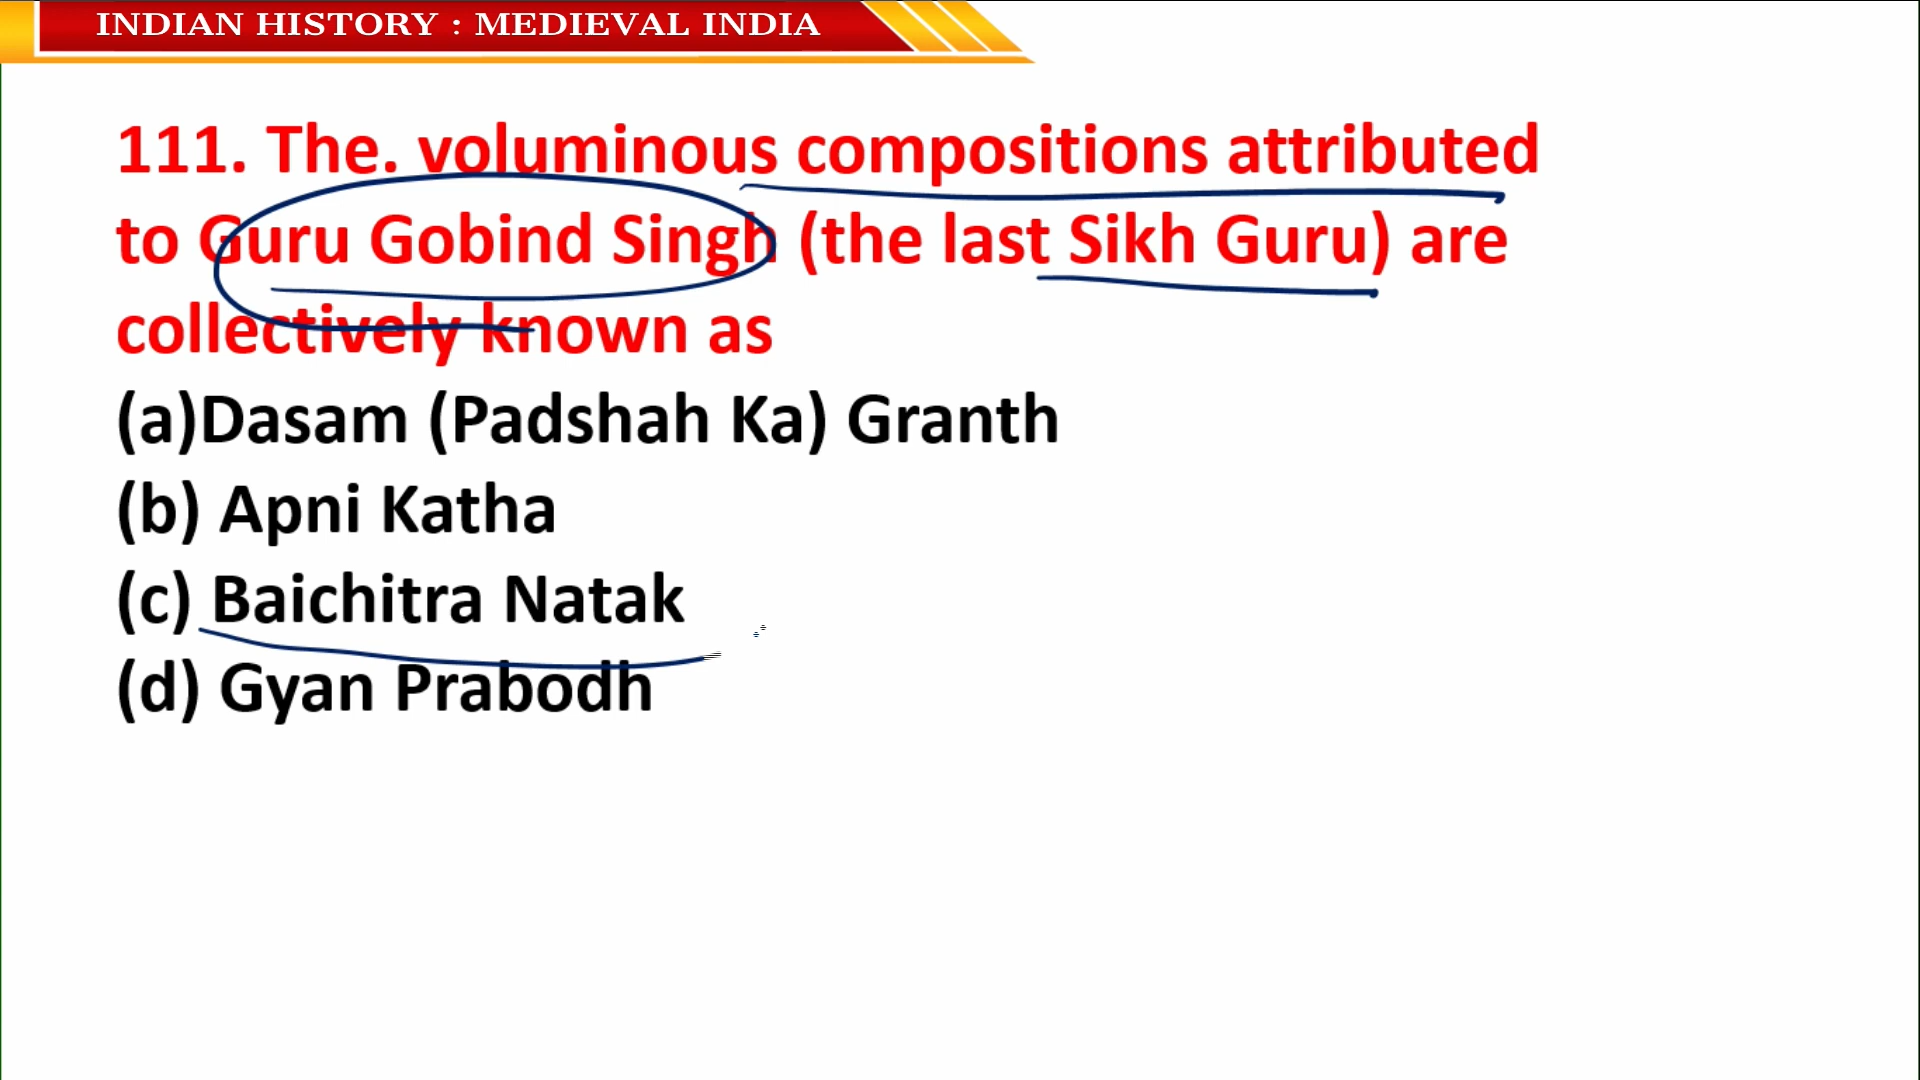 INDIAN HISTORY : MEDIEVAL INDIA
111. The. voluminous compositions attributed
to Guru Gobind Singh (the last Sikh Guru) are
collectively known as
(a)Dasam (Padshah Ka) Granth
(b) Apni Katha
(c) Baichitra Natak
(d) Gyan Prabodh